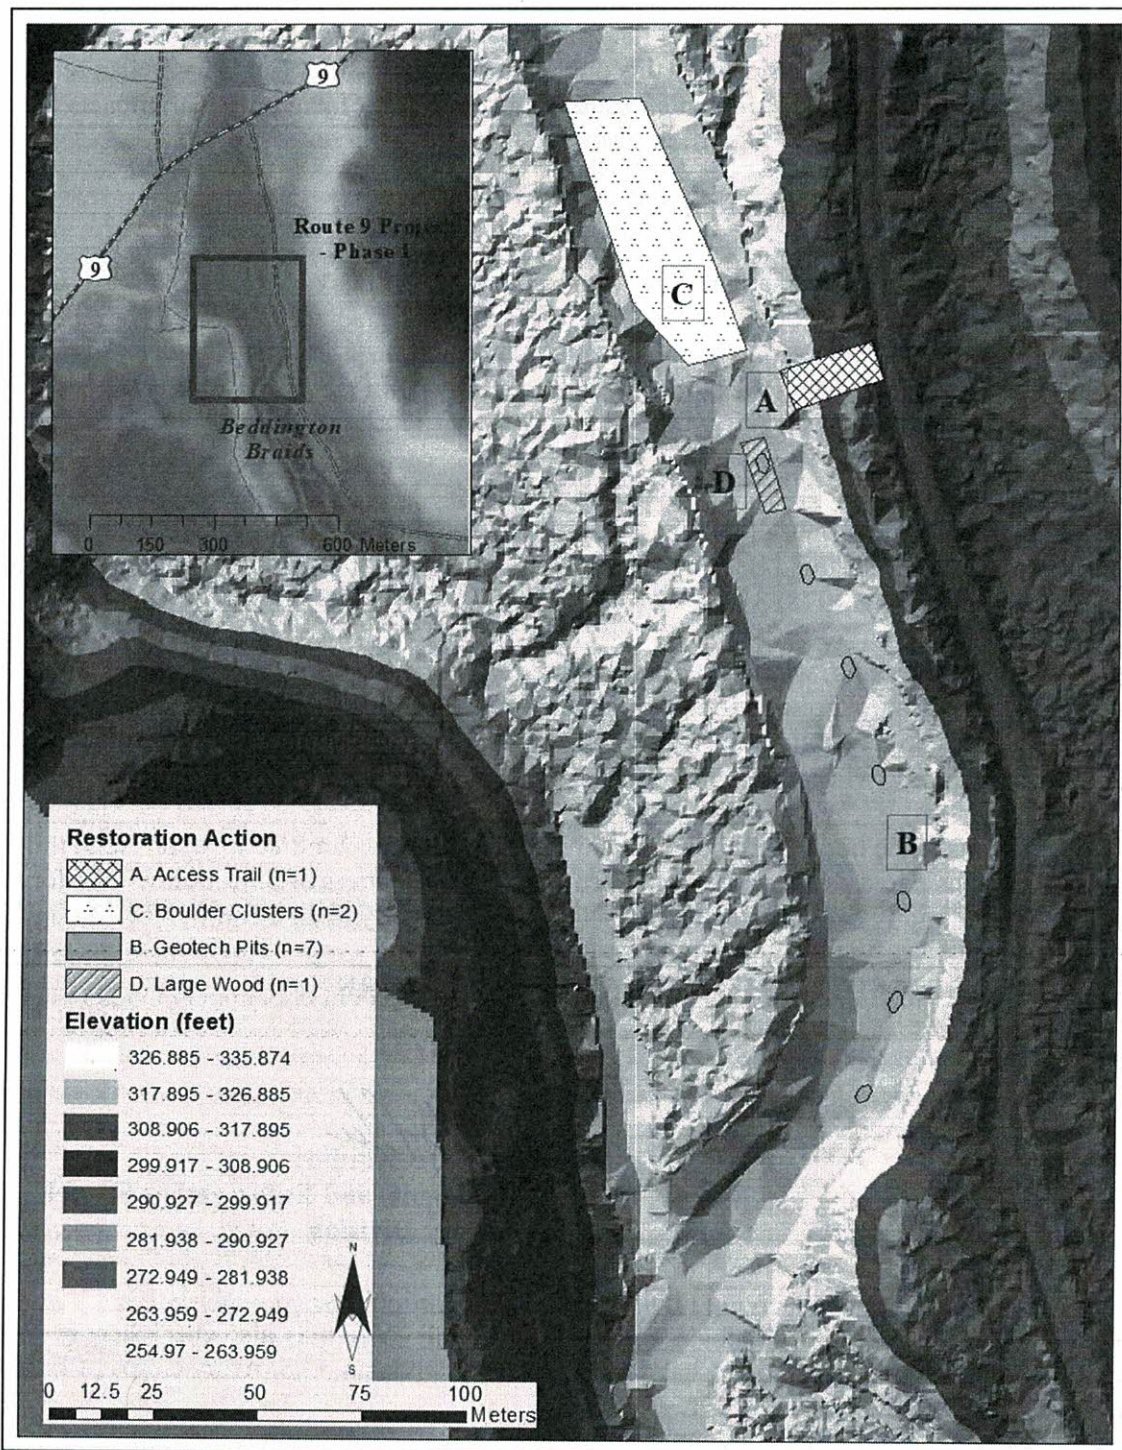 9
9
Route 9 Project
- Phase 1
Beddington
Braids
0 150 300 600 Meters
C
A
D
B
Restoration Action
A. Access Trail (n=1)
C. Boulder Clusters (n=2)
B. Geotech Pits (n=7)
D. Large Wood (n=1)
Elevation (feet)
326.885 - 335.874
317.895 - 326.885
308.906 - 317.895
299.917 - 308.906
290.927 - 299.917
281.938 - 290.927
272.949 - 281.938
263.959 - 272.949
254.97 - 263.959
N
S
0 12.5 25 50 75 100
Meters